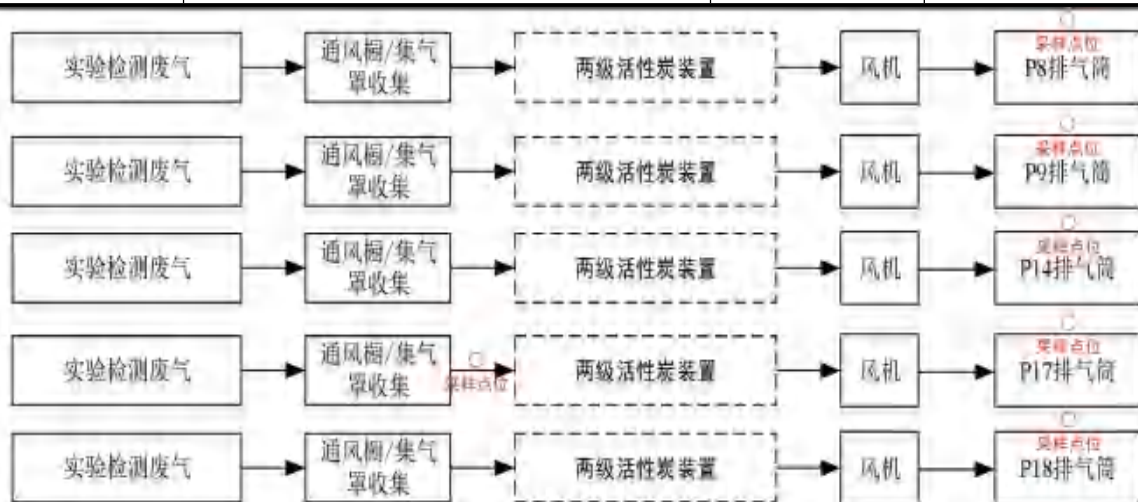 采样点位
实验检测废气
通风橱/集气
罩收集
两级活性炭装置
风机
P8排气筒
采样点位
实验检测废气
通风橱/集气
罩收集
两级活性炭装置
风机
P9排气筒
采样点位
实验检测废气
通风橱/集气
罩收集
两级活性炭装置
风机
P14排气筒
采样点位
实验检测废气
通风橱/集气
罩收集
采样点位
两级活性炭装置
风机
P17排气筒
采样点位
实验检测废气
通风橱/集气
罩收集
两级活性炭装置
风机
P18排气筒